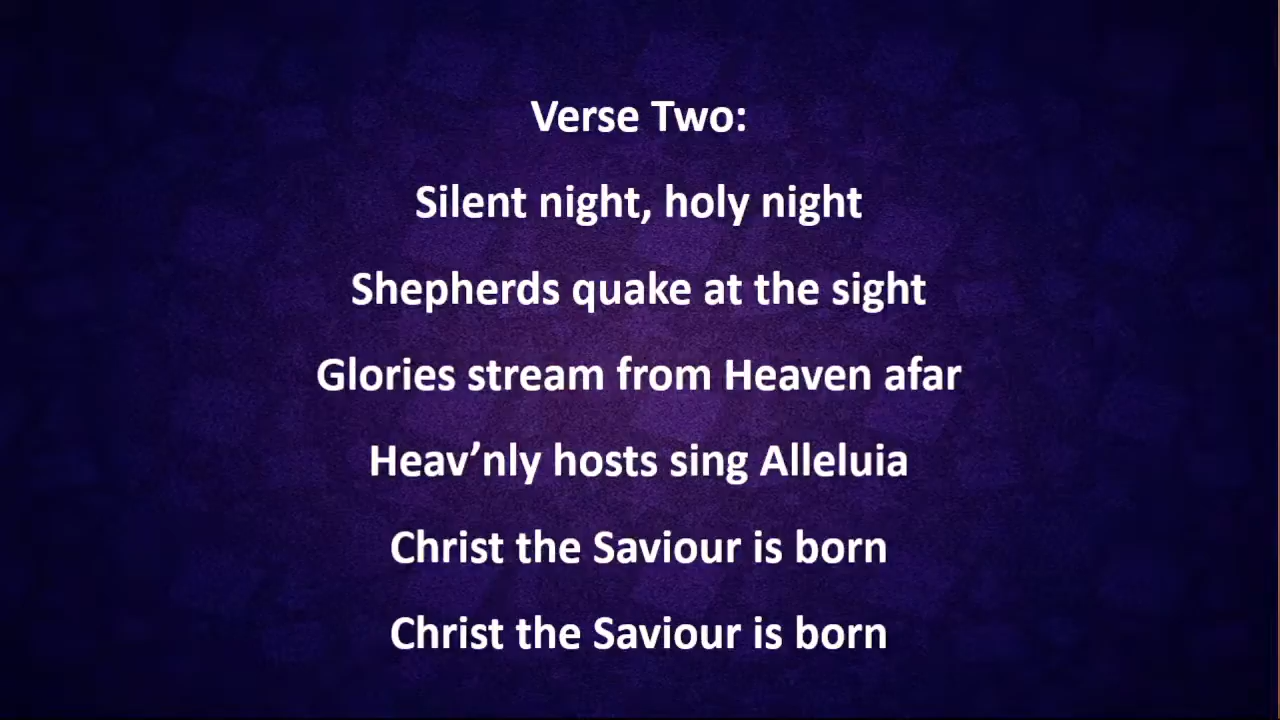 Verse Two:
Silent night, holy night
Shepherds quake at the sight
Glories stream from Heaven afar
Heav’nly hosts sing Alleluia
Christ the Saviour is born
Christ the Saviour is born